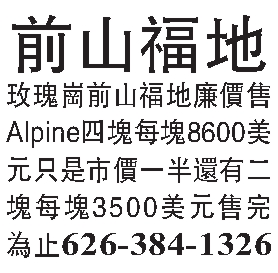 前山福地
玫瑰崗前山福地廉價售
Alpine四塊每塊8600美
元只是市價一半還有二
塊每塊3500美元售完
為止626-384-1326